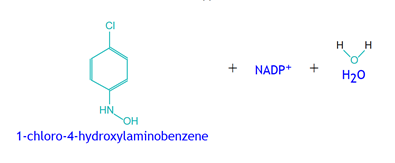 Cl
H H
+ NADP+ + O
H2O
HN
OH
1-chloro-4-hydroxylaminobenzene